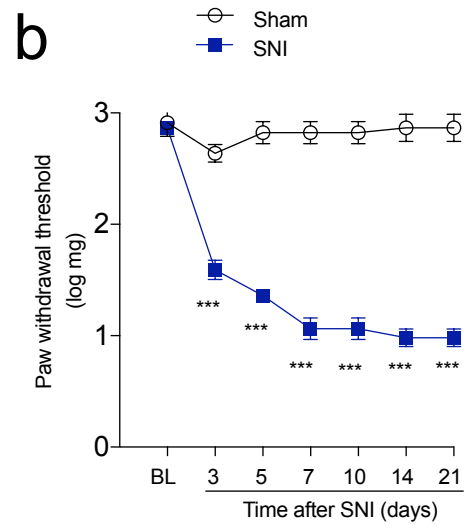 b
Sham
SNI
Paw withdrawal threshold
(log mg)
3
2
1
0
***
***
***
***
***
***
BL 3 5 7 10 14 21
Time after SNI (days)